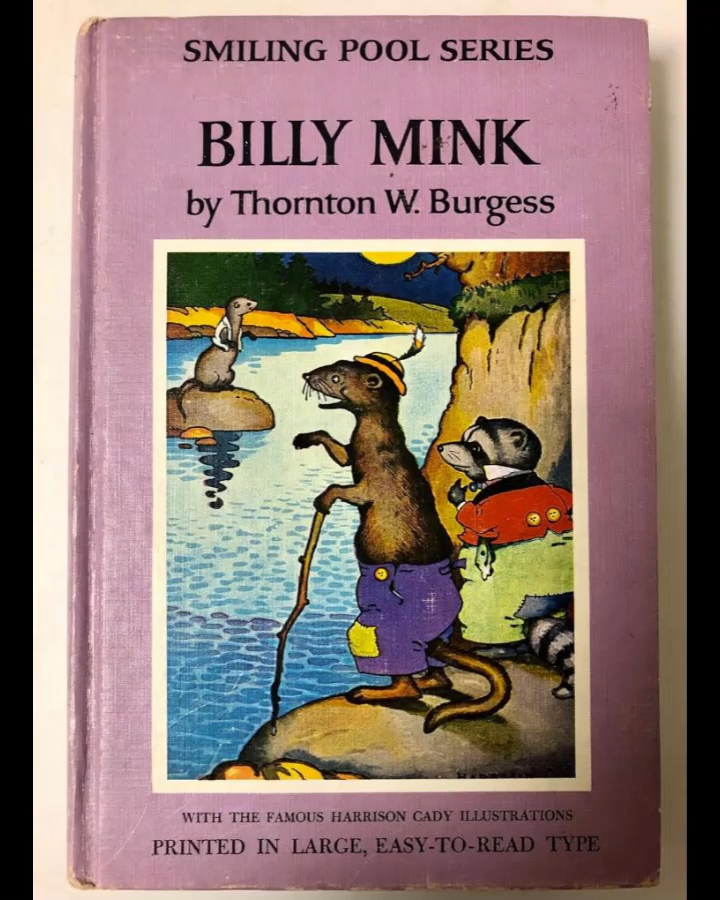 SMILING POOL SERIES
BILLY MINK
by Thornton W. Burgess
WITH THE FAMOUS HARRISON CADY ILLUSTRATIONS
PRINTED IN LARGE, EASY-TO-READ TYPE